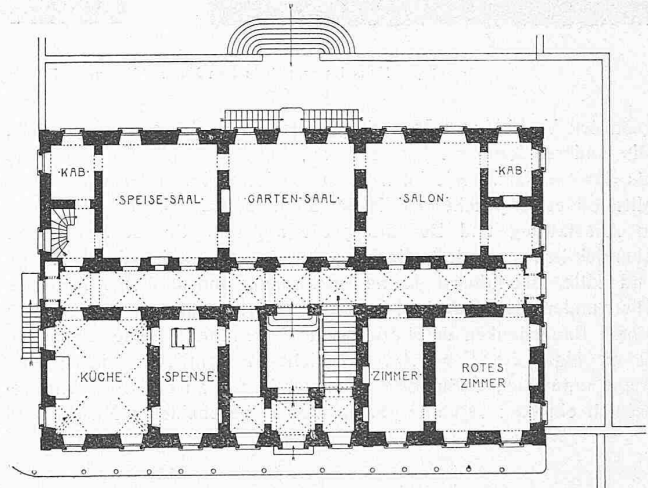 ·KAB·
·SPEISE-SAAL·
·GARTEN-SAAL·
·SALON·
KAB·
·KÜCHE·
·SPENSE·
·ZIMMER·
ROTES
ZIMMER